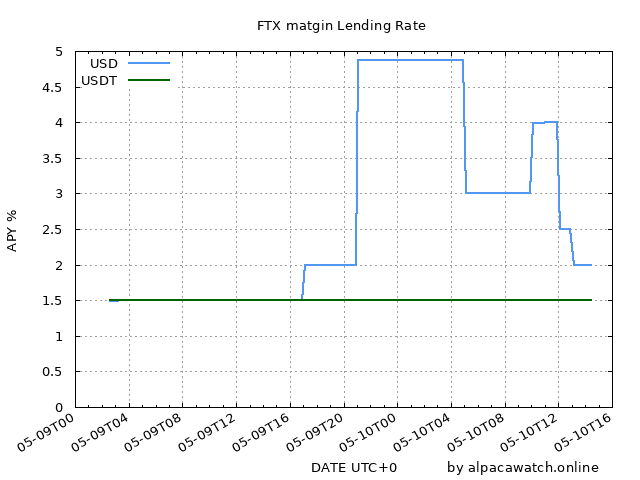 FTX matgin Lending Rate
USD
USDT
5
4.5
4
3.5
3
2.5
2
1.5
1
0.5
0
APY %
05-09T00
05-09T04
05-09T08
05-09T12
05-09T16
05-09T20
05-10T00
05-10T04
05-10T08
05-10T12
05-10T16
DATE UTC+0
by alpacawatch.online